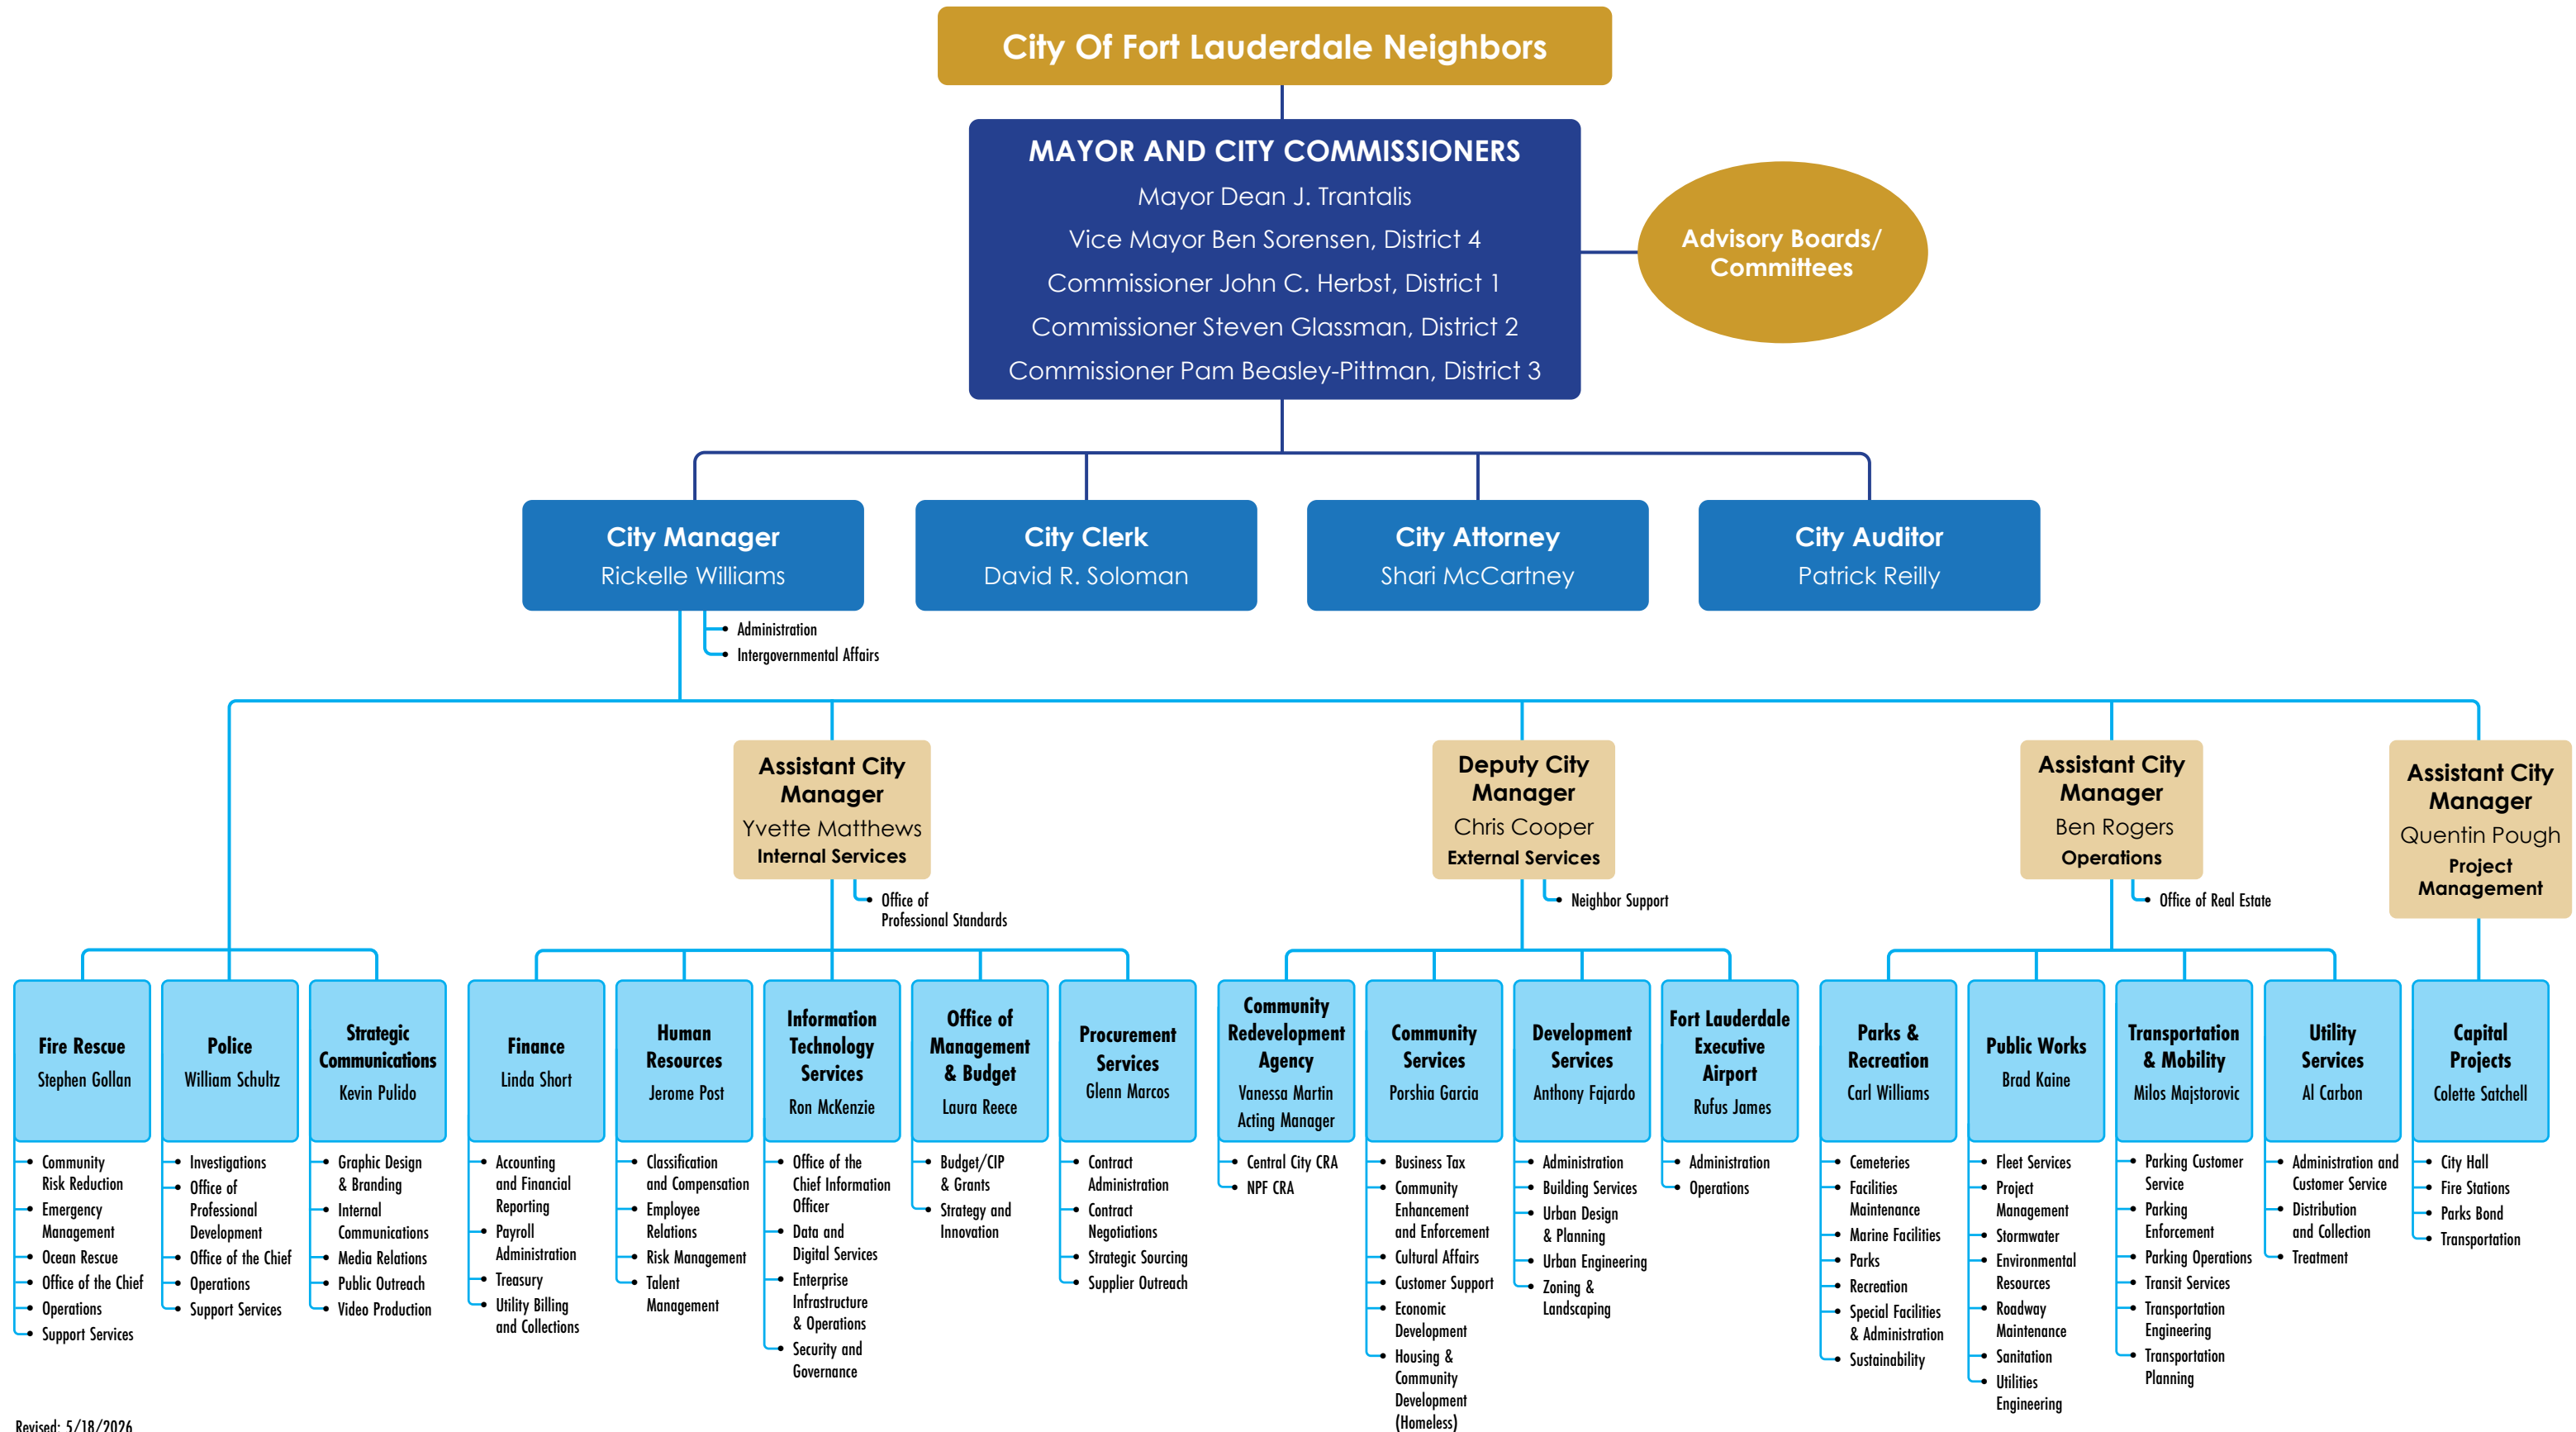 City Of Fort Lauderdale Neighbors
MAYOR AND CITY COMMISSIONERS
Mayor Dean J. Trantalis
Vice Mayor Ben Sorensen, District 4
Commissioner John C. Herbst, District 1
Commissioner Steven Glassman, District 2
Commissioner Pam Beasley-Pittman, District 3
Advisory Boards/
Committees
City Manager
Rickelle Williams
City Clerk
David R. Soloman
City Attorney
Shari McCartney
City Auditor
Patrick Reilly
• Administration
• Intergovernmental Affairs
Assistant City
Manager
Yvette Matthews
Internal Services
• Office of
Professional Standards
Deputy City
Manager
Chris Cooper
External Services
• Neighbor Support
Assistant City
Manager
Ben Rogers
Operations
• Office of Real Estate
Assistant City
Manager
Quentin Pough
Project
Management
Fire Rescue
Stephen Gollan
• Community
Risk Reduction
• Emergency
Management
• Ocean Rescue
• Office of the Chief
• Operations
• Support Services
Police
William Schultz
• Investigations
• Office of
Professional
Development
• Office of the Chief
• Operations
• Support Services
Strategic
Communications
Kevin Pulido
• Graphic Design
& Branding
• Internal
Communications
• Media Relations
• Public Outreach
• Video Production
Finance
Linda Short
• Accounting
and Financial
Reporting
• Payroll
Administration
• Treasury
• Utility Billing
and Collections
Human
Resources
Jerome Post
• Classification
and Compensation
• Employee
Relations
• Risk Management
• Talent
Management
Information
Technology
Services
Ron McKenzie
• Office of the
Chief Information
Officer
• Data and
Digital Services
• Enterprise
Infrastructure
& Operations
• Security and
Governance
Office of
Management
& Budget
Laura Reece
• Budget/CIP
& Grants
• Strategy and
Innovation
Procurement
Services
Glenn Marcos
• Contract
Administration
• Contract
Negotiations
• Strategic Sourcing
• Supplier Outreach
Community
Redevelopment
Agency
Vanessa Martin
Acting Manager
• Central City CRA
• NPF CRA
Community
Services
Porshia Garcia
• Business Tax
• Community
Enhancement
and Enforcement
• Cultural Affairs
• Customer Support
• Economic
Development
• Housing &
Community
Development
(Homeless)
Development
Services
Anthony Fajardo
• Administration
• Building Services
• Urban Design
& Planning
• Urban Engineering
• Zoning &
Landscaping
Fort Lauderdale
Executive
Airport
Rufus James
• Administration
• Operations
Parks &
Recreation
Carl Williams
• Cemeteries
• Facilities
Maintenance
• Marine Facilities
• Parks
• Recreation
• Special Facilities
& Administration
• Sustainability
Public Works
Brad Kaine
• Fleet Services
• Project
Management
• Stormwater
• Environmental
Resources
• Roadway
Maintenance
• Sanitation
• Utilities
Engineering
Transportation
& Mobility
Milos Majstorovic
• Parking Customer
Service
• Parking
Enforcement
• Parking Operations
• Transit Services
• Transportation
Engineering
• Transportation
Planning
Utility
Services
Al Carbon
• Administration and
Customer Service
• Distribution
and Collection
• Treatment
Capital
Projects
Colette Satchell
• City Hall
• Fire Stations
• Parks Bond
• Transportation
Revised: 5/18/2026